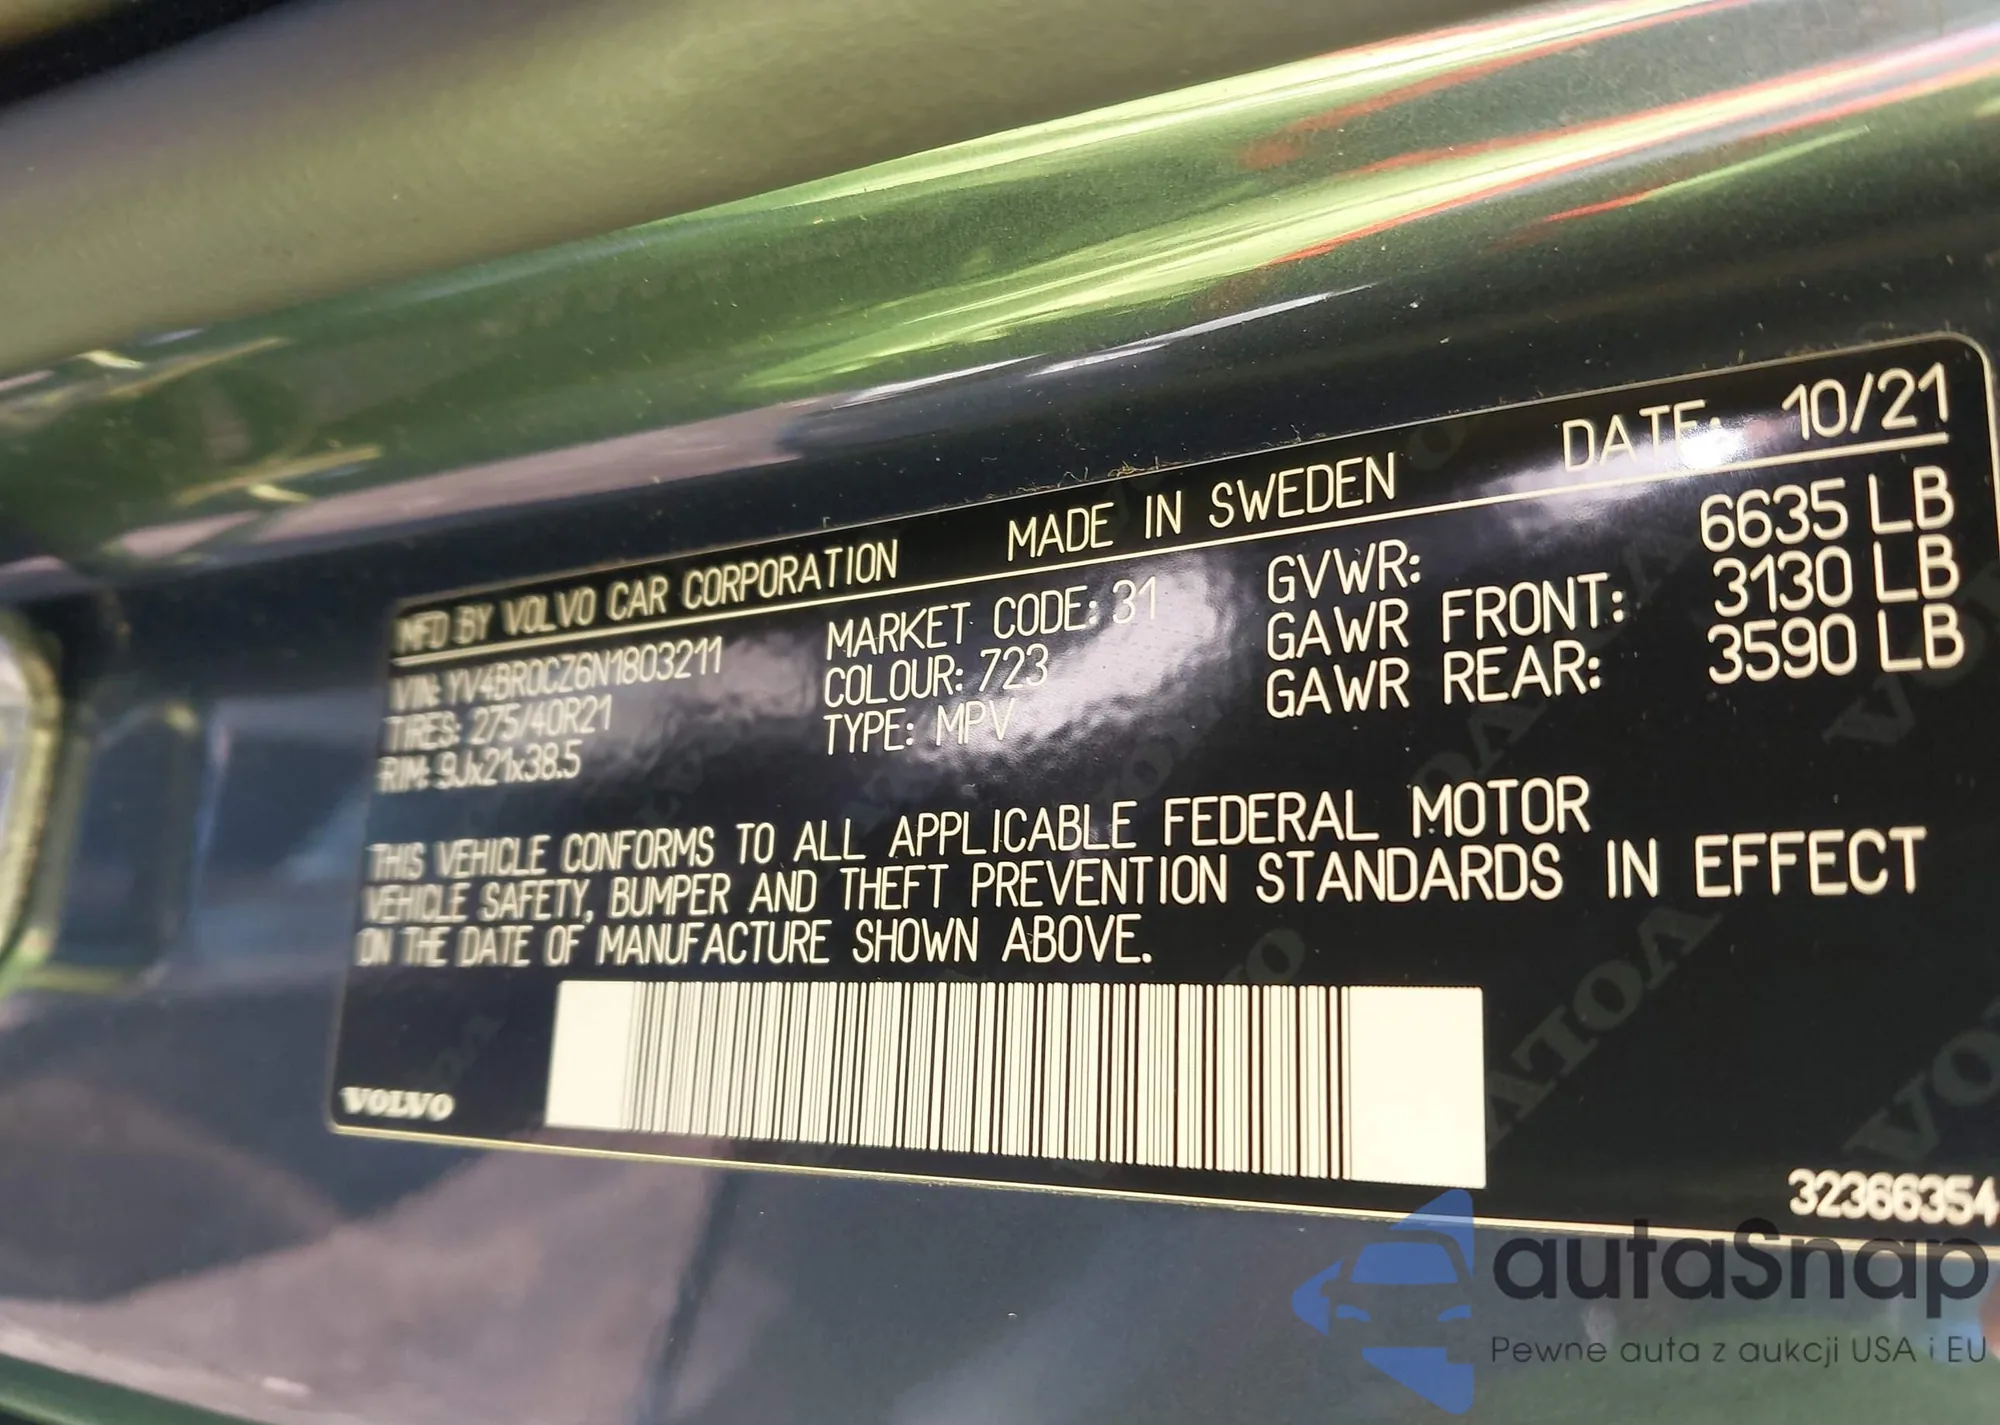 MFD BY VOLVO CAR CORPORATION MADE IN SWEDEN DATE: 10/21
VIN: YV4BR0CZ6N1803211 MARKET CODE: 31 GVWR: 6635 LB
TIRES: 275/40R21 COLOUR: 723 GAWR FRONT: 3130 LB
RIM: 9Jx21x38.5 TYPE: MPV GAWR REAR: 3590 LB
THIS VEHICLE CONFORMS TO ALL APPLICABLE FEDERAL MOTOR
VEHICLE SAFETY, BUMPER AND THEFT PREVENTION STANDARDS IN EFFECT
ON THE DATE OF MANUFACTURE SHOWN ABOVE.
VOLVO
32366354
autaSnap
Pewne auta z aukcji USA i EU